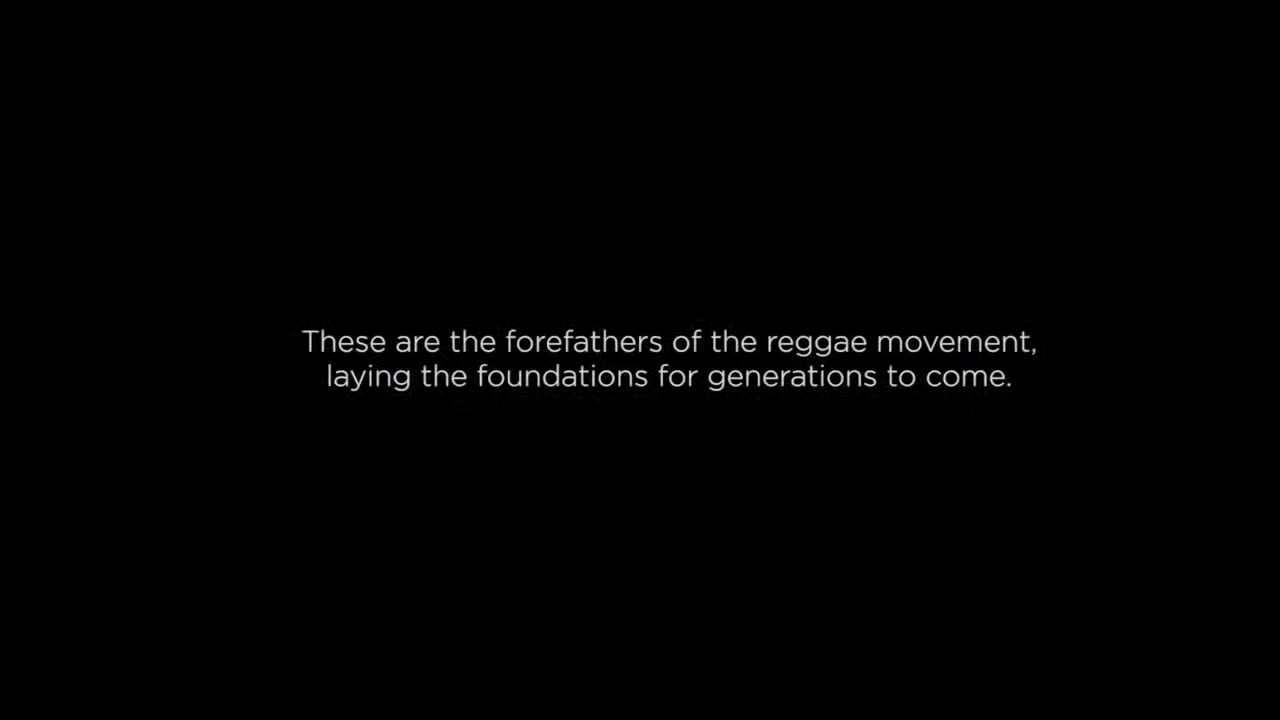 These are the forefathers of the reggae movement,
laying the foundations for generations to come.